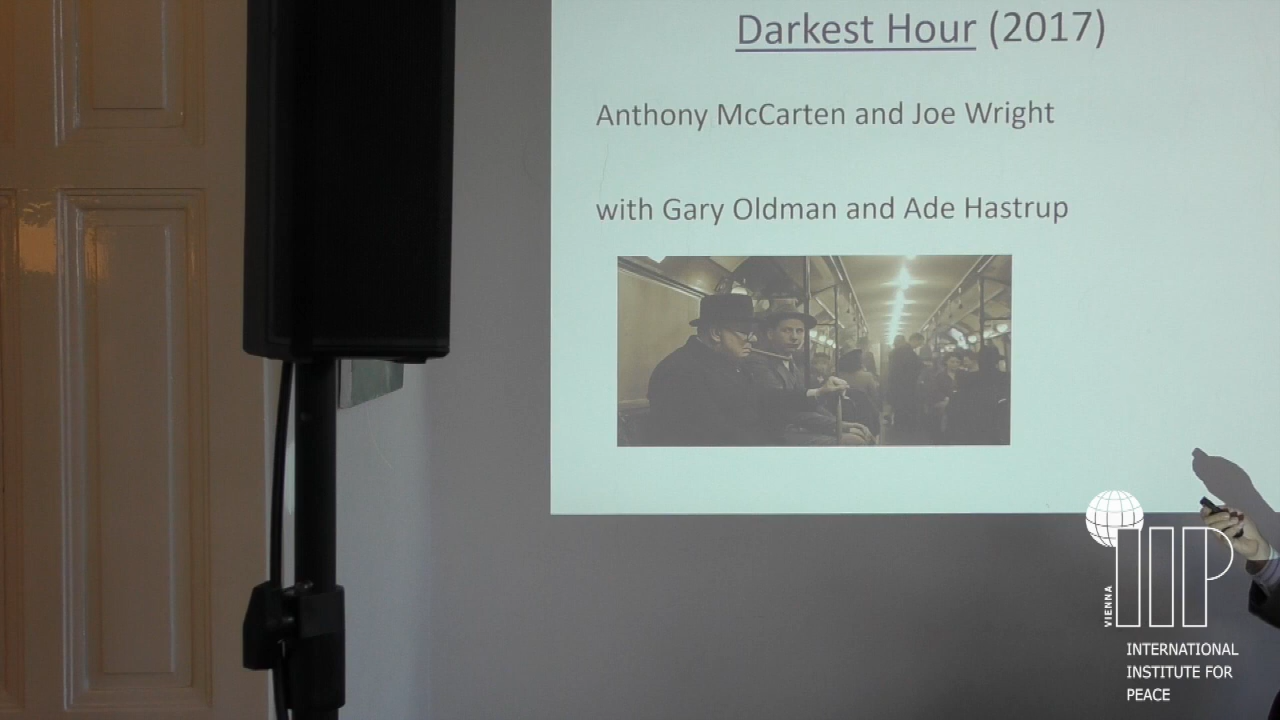 Darkest Hour (2017)
Anthony McCarten and Joe Wright
with Gary Oldman and Ade Hastrup
VIENNA
IIP
INTERNATIONAL
INSTITUTE FOR
PEACE